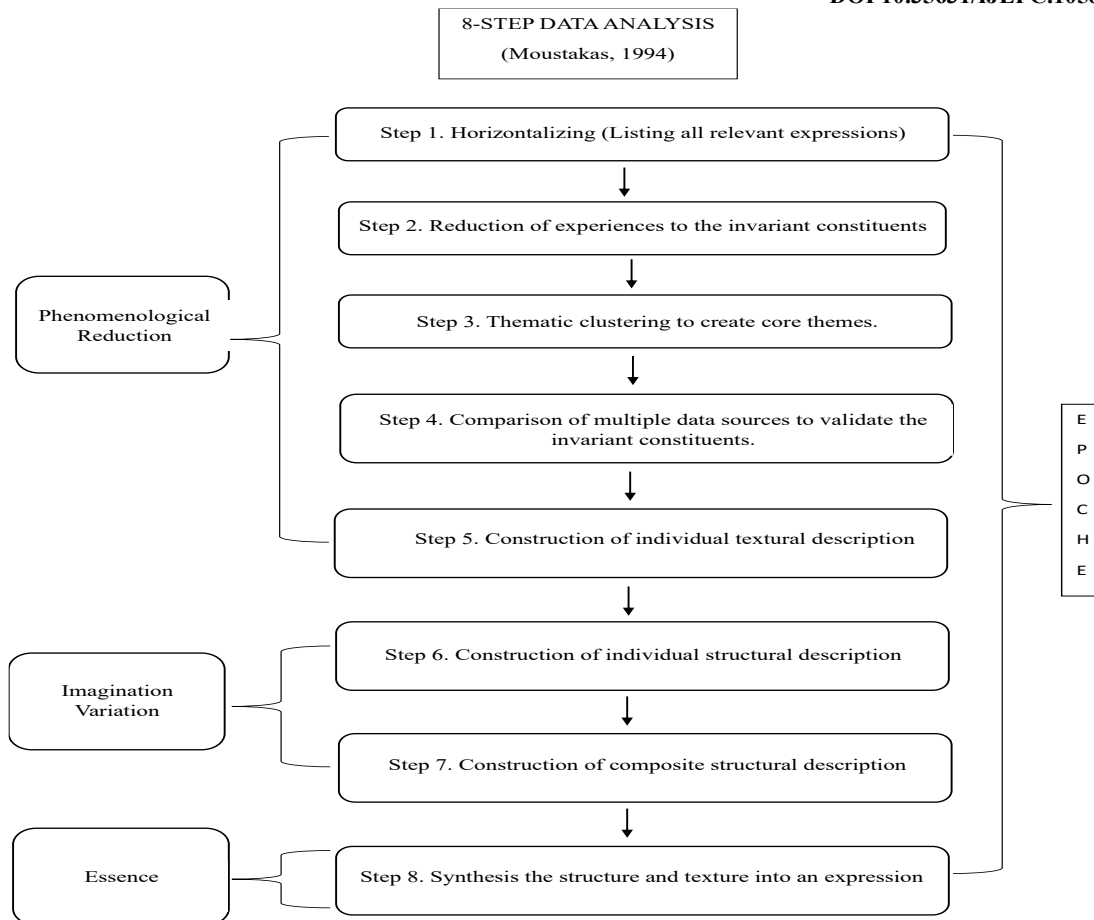 8-STEP DATA ANALYSIS
(Moustakas, 1994)
Step 1. Horizontalizing (Listing all relevant expressions)
Step 2. Reduction of experiences to the invariant constituents
Phenomenological
Reduction
Step 3. Thematic clustering to create core themes.
Step 4. Comparison of multiple data sources to validate the
invariant constituents.
Step 5. Construction of individual textural description
E
P
O
C
H
E
Imagination
Variation
Step 6. Construction of individual structural description
Step 7. Construction of composite structural description
Essence
Step 8. Synthesis the structure and texture into an expression